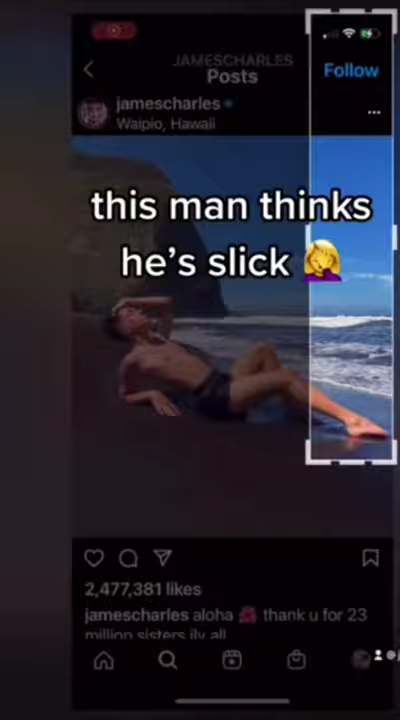 JAMESCHARLES
Posts
Follow
jamescharles
Waipio, Hawaii
this man thinks
he's slick 🤦‍♀️
2,477,381 likes
jamescharles aloha 🌺 thank u for 23
million sisters ily all